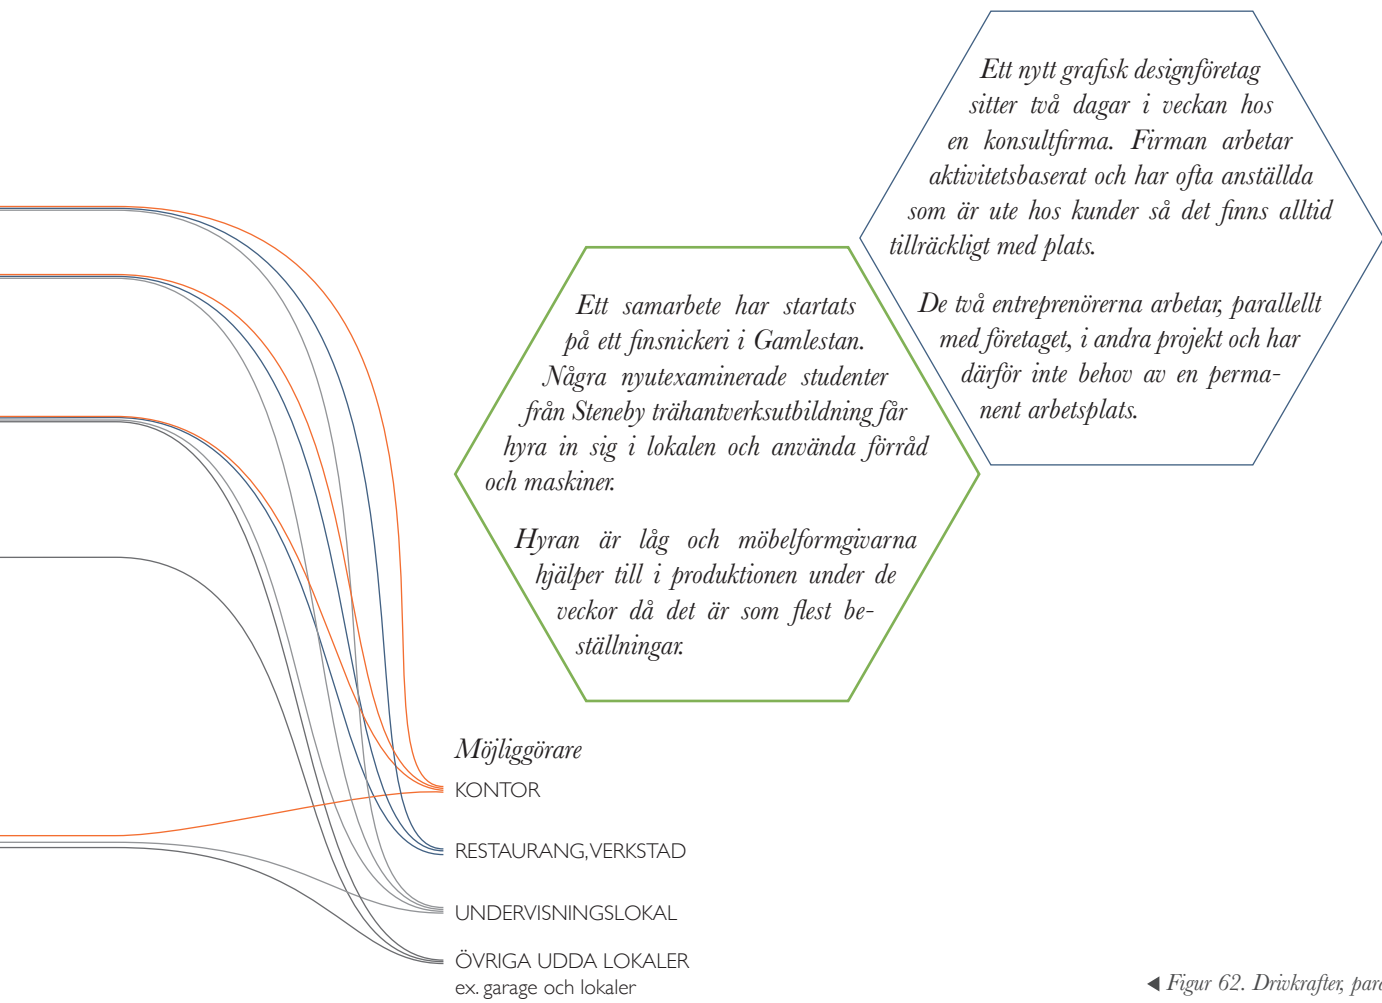 Ett nytt grafisk designföretag
sitter två dagar i veckan hos
en konsultfirma. Firman arbetar
aktivitetsbaserat och har ofta anställda
som är ute hos kunder så det finns alltid
tillräckligt med plats.
De två entreprenörerna arbetar, parallellt
med företaget, i andra projekt och har
därför inte behov av en perma-
nent arbetsplats.
Ett samarbete har startats
på ett finsnickeri i Gamlestan.
Några nyutexaminerade studenter
från Steneby trähantverksutbildning får
hyra in sig i lokalen och använda förråd
och maskiner.
Hyran är låg och möbelformgivarna
hjälper till i produktionen under de
veckor då det är som flest be-
ställningar.
Möjliggörare
KONTOR
RESTAURANG, VERKSTAD
UNDERVISNINGSLOKAL
ÖVRIGA UDDA LOKALER
ex. garage och lokaler
◀ Figur 62. Drivkrafter,